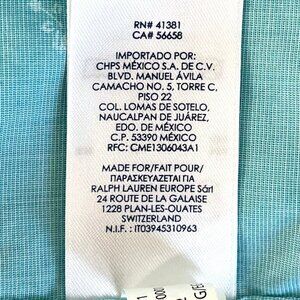 RN# 41381
CA# 56658
IMPORTADO POR:
CHPS MÉXICO S.A. DE C.V.
BLVD. MANUEL ÁVILA
CAMACHO NO. 5, TORRE C,
PISO 22
COL. LOMAS DE SOTELO,
NAUCALPAN DE JUÁREZ,
EDO. DE MÉXICO
C.P. 53390 MÉXICO
RFC: CME1306043A1
MADE FOR/FAIT POUR/
ΠΑΡΑΣΚΕΥΑΖΕΤΑΙ ΓΙΑ
RALPH LAUREN EUROPE Sárl
24 ROUTE DE LA GALAISE
1228 PLAN-LES-OUATES
SWITZERLAND
N.I.F. : IT03945310963